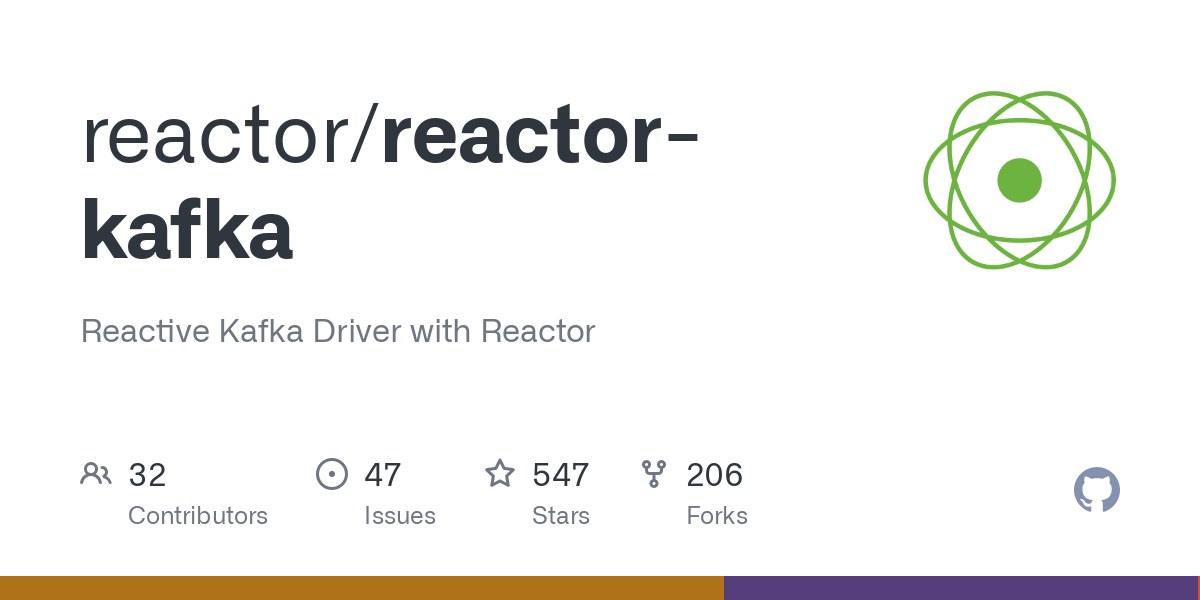 reactor/reactor-
kafka
Reactive Kafka Driver with Reactor
32 47 547 206
Contributors Issues Stars Forks